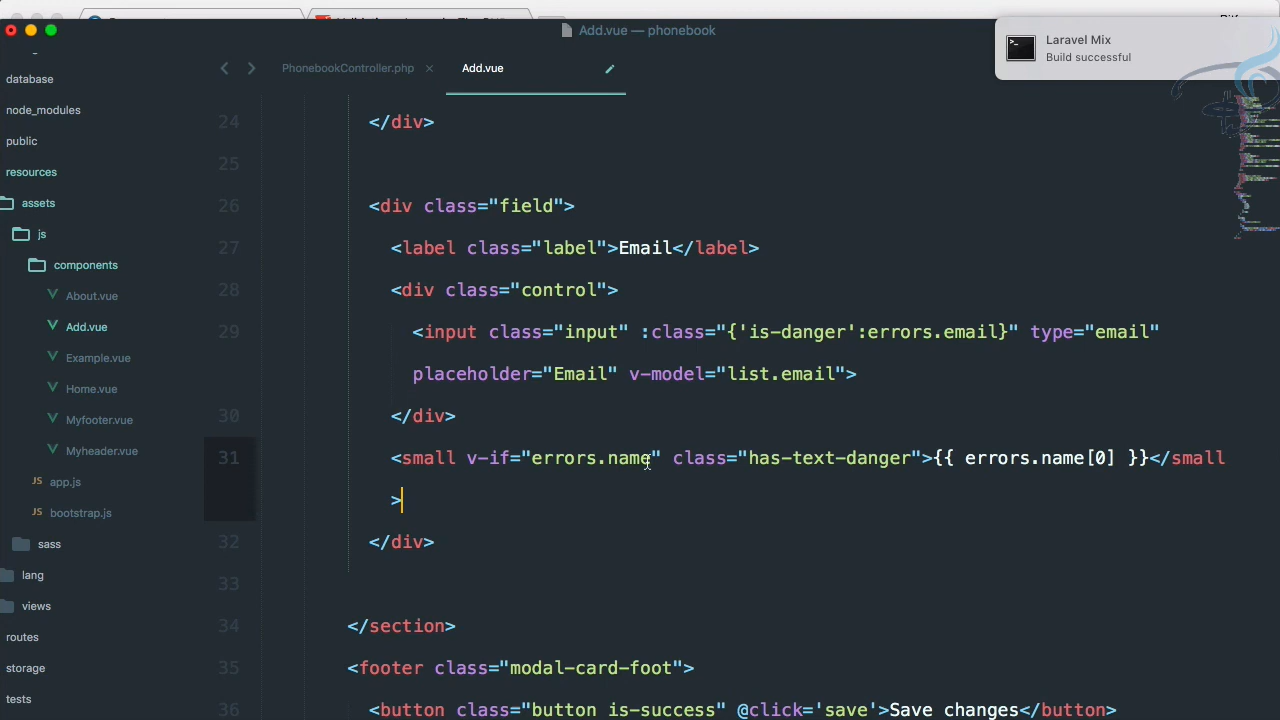 Add.vue — phonebook
Laravel Mix
Build successful
database
node_modules
public
resources
assets
js
components
About.vue
Add.vue
Example.vue
Home.vue
Myfooter.vue
Myheader.vue
JS app.js
JS bootstrap.js
sass
lang
views
routes
storage
tests
PhonebookController.php ×
Add.vue
24 </div>
25
26 <div class="field">
27 <label class="label">Email</label>
28 <div class="control">
29 <input class="input" :class="{'is-danger':errors.email}" type="email"
placeholder="Email" v-model="list.email">
30 </div>
31 <small v-if="errors.name" class="has-text-danger">{{ errors.name[0] }}</small
>
32 </div>
33
34 </section>
35 <footer class="modal-card-foot">
36 <button class="button is-success" @click='save'>Save changes</button>